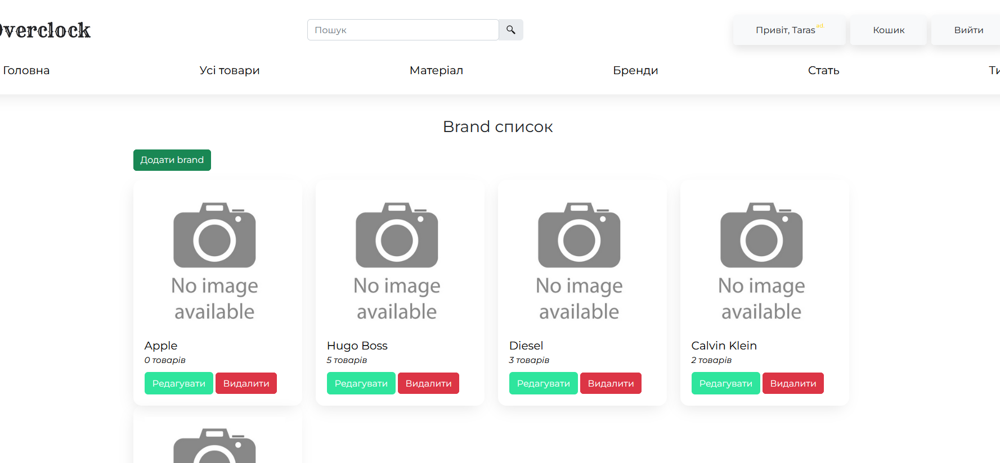 Overclock
Пошук
Привіт, Taras ad.
Кошик
Вийти
Головна
Усі товари
Матеріал
Бренди
Стать
Ти
Brand список
Додати brand
No image
available
No image
available
No image
available
No image
available
Apple
0 товарів
Редагувати Видалити
Hugo Boss
5 товарів
Редагувати Видалити
Diesel
3 товарів
Редагувати Видалити
Calvin Klein
2 товарів
Редагувати Видалити